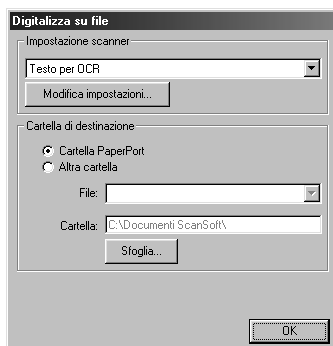 Digitalizza su file
Impostazione scanner
Testo per OCR
Modifica impostazioni...
Cartella di destinazione
Cartella PaperPort
Altra cartella
File:
Cartella: C:\Documenti ScanSoft\
Sfoglia...
OK